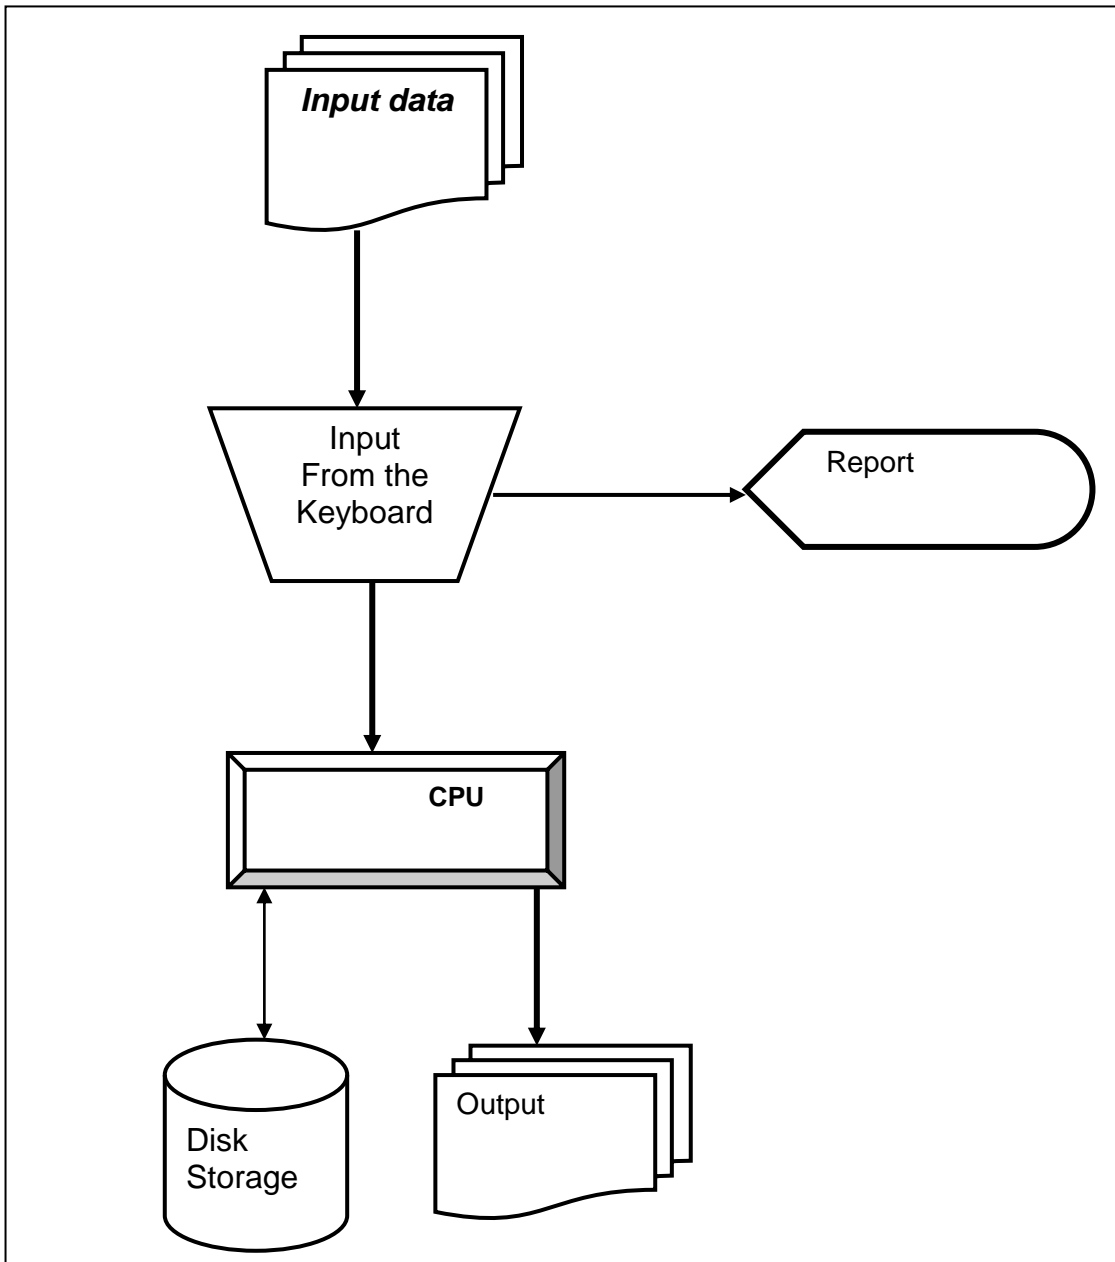 Input data
Input
From the
Keyboard
Report
CPU
Disk
Storage
Output